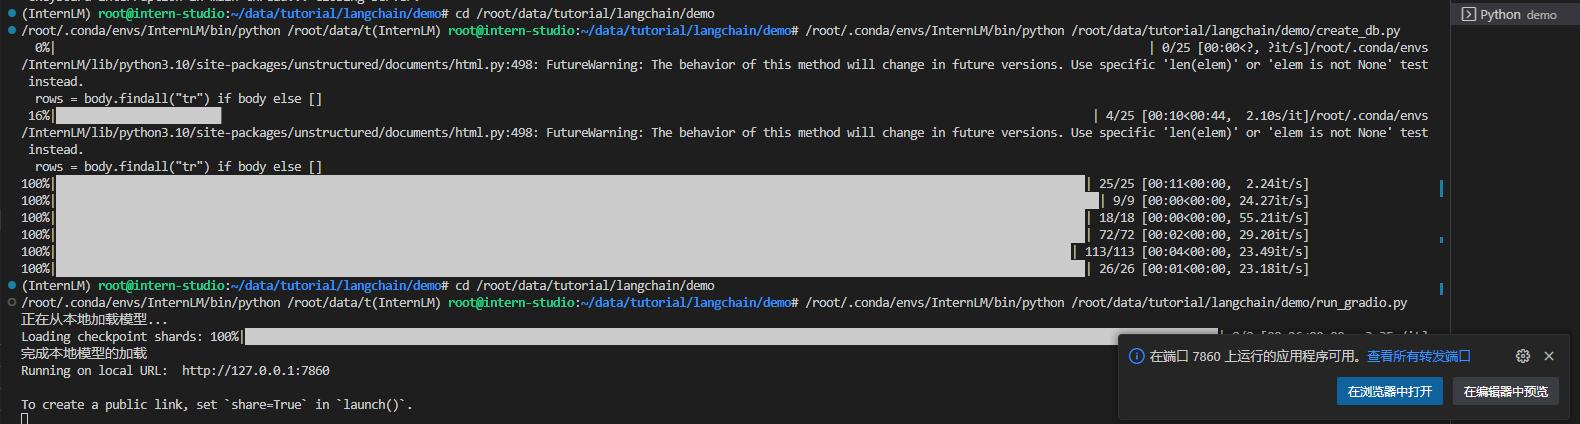 (InternLM) root@intern-studio:~/data/tutorial/langchain/demo# cd /root/data/tutorial/langchain/demo
/root/.conda/envs/InternLM/bin/python /root/data/t(InternLM) root@intern-studio:~/data/tutorial/langchain/demo# /root/.conda/envs/InternLM/bin/python /root/data/tutorial/langchain/demo/create_db.py
0%| | 0/25 [00:00<?, ?it/s]/root/.conda/envs
/InternLM/lib/python3.10/site-packages/unstructured/documents/html.py:498: FutureWarning: The behavior of this method will change in future versions. Use specific 'len(elem)' or 'elem is not None' test
instead.
rows = body.findall("tr") if body else []
16%| | 4/25 [00:10<00:44, 2.10s/it]/root/.conda/envs
/InternLM/lib/python3.10/site-packages/unstructured/documents/html.py:498: FutureWarning: The behavior of this method will change in future versions. Use specific 'len(elem)' or 'elem is not None' test
instead.
rows = body.findall("tr") if body else []
100%| | 25/25 [00:11<00:00, 2.24it/s]
100%| | 9/9 [00:00<00:00, 24.27it/s]
100%| | 18/18 [00:00<00:00, 55.21it/s]
100%| | 72/72 [00:02<00:00, 29.20it/s]
100%| | 113/113 [00:04<00:00, 23.49it/s]
100%| | 26/26 [00:01<00:00, 23.18it/s]
(InternLM) root@intern-studio:~/data/tutorial/langchain/demo# cd /root/data/tutorial/langchain/demo
/root/.conda/envs/InternLM/bin/python /root/data/t(InternLM) root@intern-studio:~/data/tutorial/langchain/demo# /root/.conda/envs/InternLM/bin/python /root/data/tutorial/langchain/demo/run_gradio.py
正在从本地加载模型...
Loading checkpoint shards: 100%|
完成本地模型的加载
Running on local URL: http://127.0.0.1:7860
To create a public link, set `share=True` in `launch()`.
Python demo
在端口 7860 上运行的应用程序可用。查看所有转发端口
在浏览器中打开
在编辑器中预览